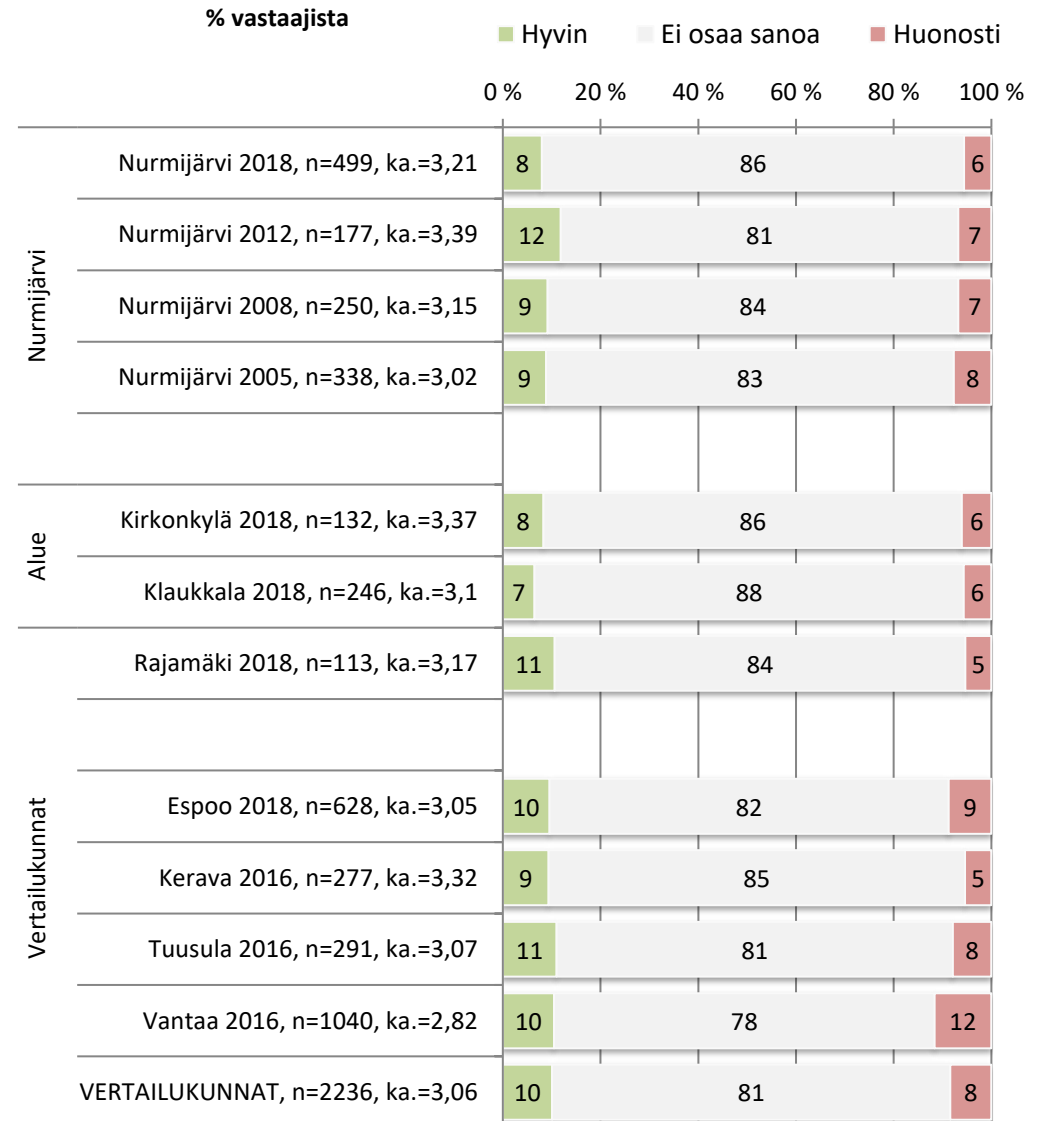 % vastaajista
Hyvin Ei osaa sanoa Huonosti
0 % 20 % 40 % 60 % 80 % 100 %
Nurmijärvi
Nurmijärvi 2018, n=499, ka.=3,21 8 86 6
Nurmijärvi 2012, n=177, ka.=3,39 12 81 7
Nurmijärvi 2008, n=250, ka.=3,15 9 84 7
Nurmijärvi 2005, n=338, ka.=3,02 9 83 8
Alue
Kirkonkylä 2018, n=132, ka.=3,37 8 86 6
Klaukkala 2018, n=246, ka.=3,1 7 88 6
Rajamäki 2018, n=113, ka.=3,17 11 84 5
Vertailukunnat
Espoo 2018, n=628, ka.=3,05 10 82 9
Kerava 2016, n=277, ka.=3,32 9 85 5
Tuusula 2016, n=291, ka.=3,07 11 81 8
Vantaa 2016, n=1040, ka.=2,82 10 78 12
VERTAILUKUNNAT, n=2236, ka.=3,06 10 81 8